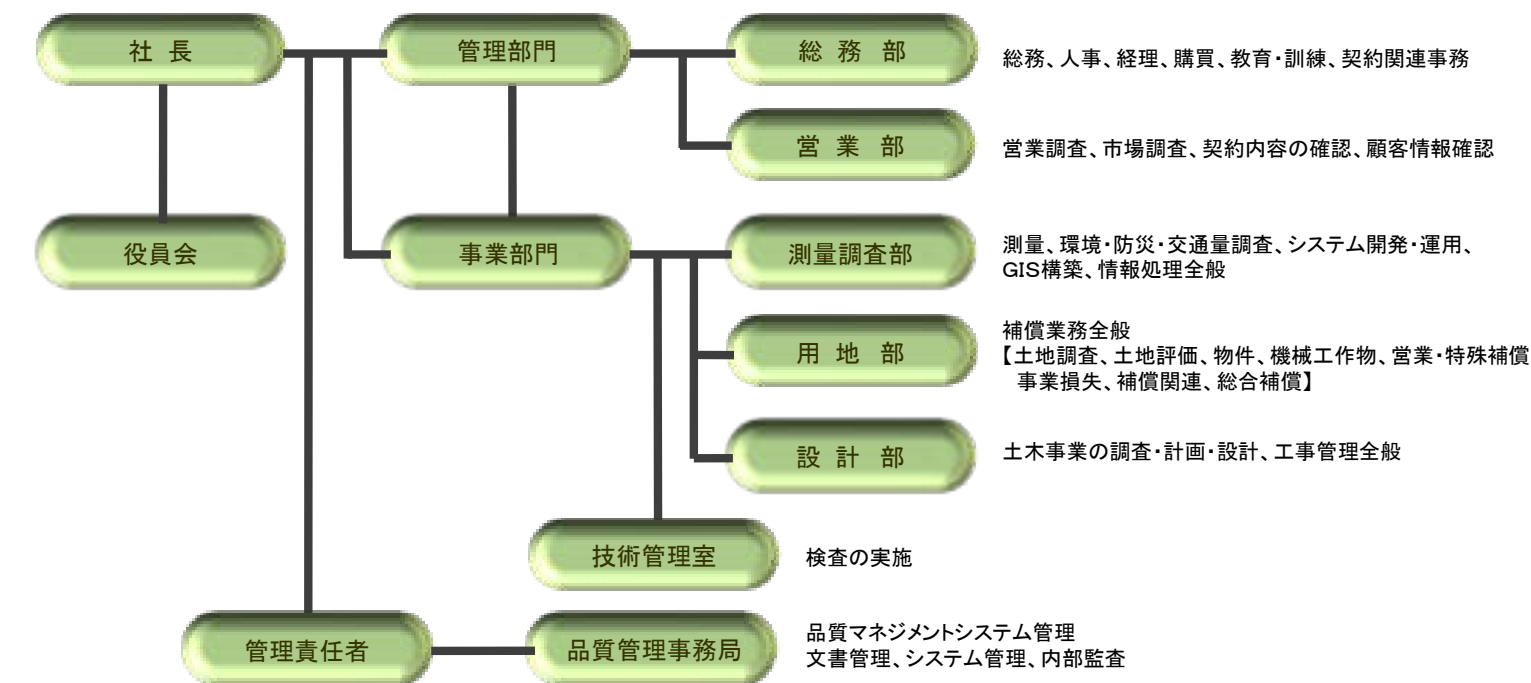 社 長
管理部門
総 務 部
総務、人事、経理、購買、教育・訓練、契約関連事務
営 業 部
営業調査、市場調査、契約内容の確認、顧客情報確認
役員会
事業部門
測量調査部
測量、環境・防災・交通量調査、システム開発・運用、
GIS構築、情報処理全般
用 地 部
補償業務全般
【土地調査、土地評価、物件、機械工作物、営業・特殊補償
事業損失、補償関連、総合補償】
設 計 部
土木事業の調査・計画・設計、工事管理全般
技術管理室
検査の実施
管理責任者
品質管理事務局
品質マネジメントシステム管理
文書管理、システム管理、内部監査